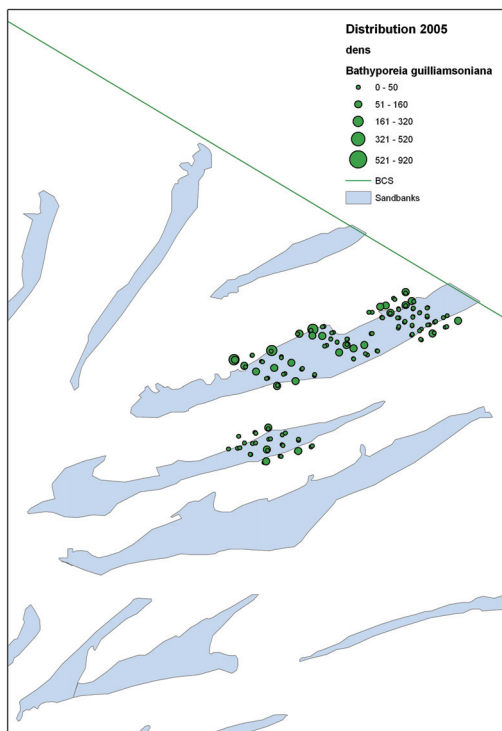 Distribution 2005
dens
Bathyporeia guilliamsoniana
0 - 50
51 - 160
161 - 320
321 - 520
521 - 920
BCS
Sandbanks